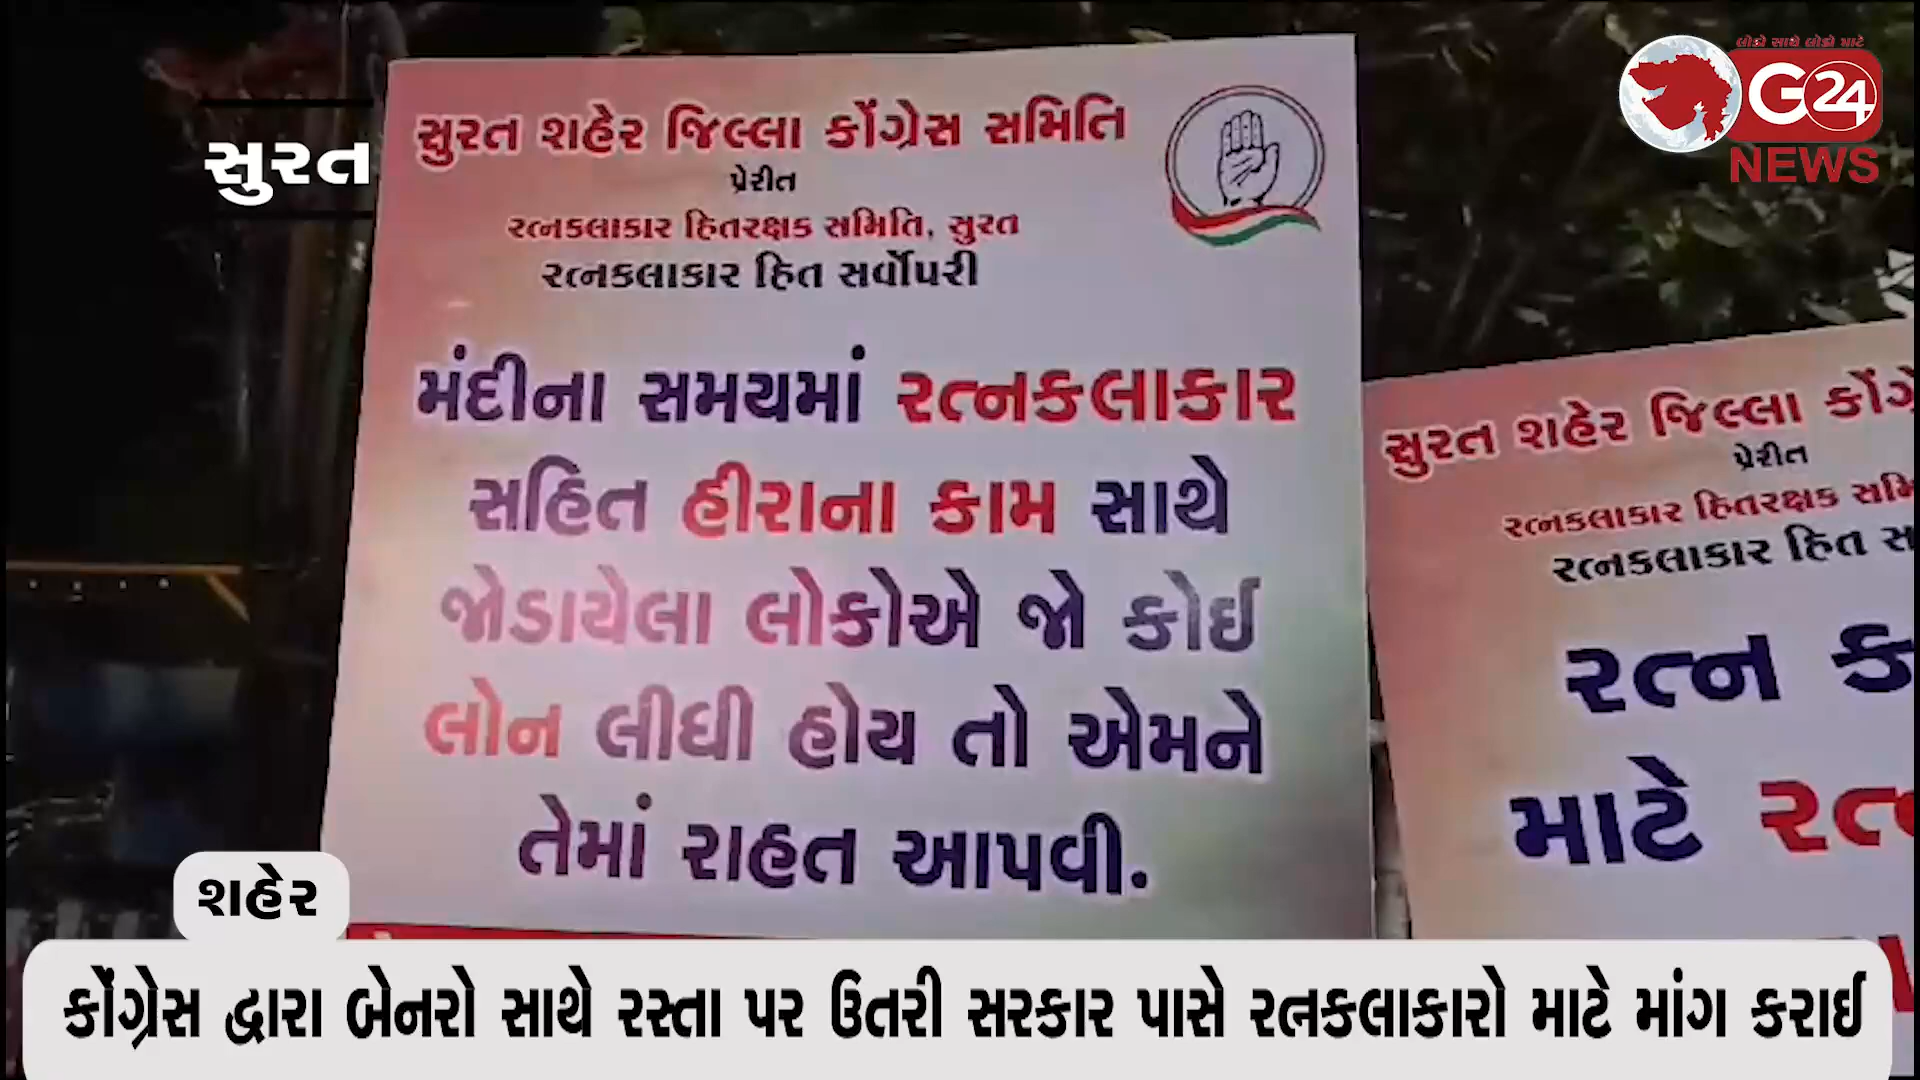 લોકો સાથે લોકો માટે
G24
NEWS
સુરત
સુરત શહેર જિલ્લા કોંગ્રેસ સમિતિ
પ્રેરીત
રત્નકલાકાર હિતરક્ષક સમિતિ, સુરત
રત્નકલાકાર હિત સર્વોપરી
મંદીના સમયમાં રત્નકલાકાર
સહિત હીરાના કામ સાથે
જોડાયેલા લોકોએ જો કોઈ
લોન લીધી હોય તો એમને
તેમાં રાહત આપવી.
સુરત શહેર જિલ્લા
પ્રેરીત
રત્નકલાકાર હિતરક્ષક
રત્નકલાકાર હિત
રત્ન
માટે
શહેર
કોંગ્રેસ દ્વારા બેનરો સાથે રસ્તા પર ઉતરી સરકાર પાસે રત્નકલાકારો માટે માંગ કરાઈ